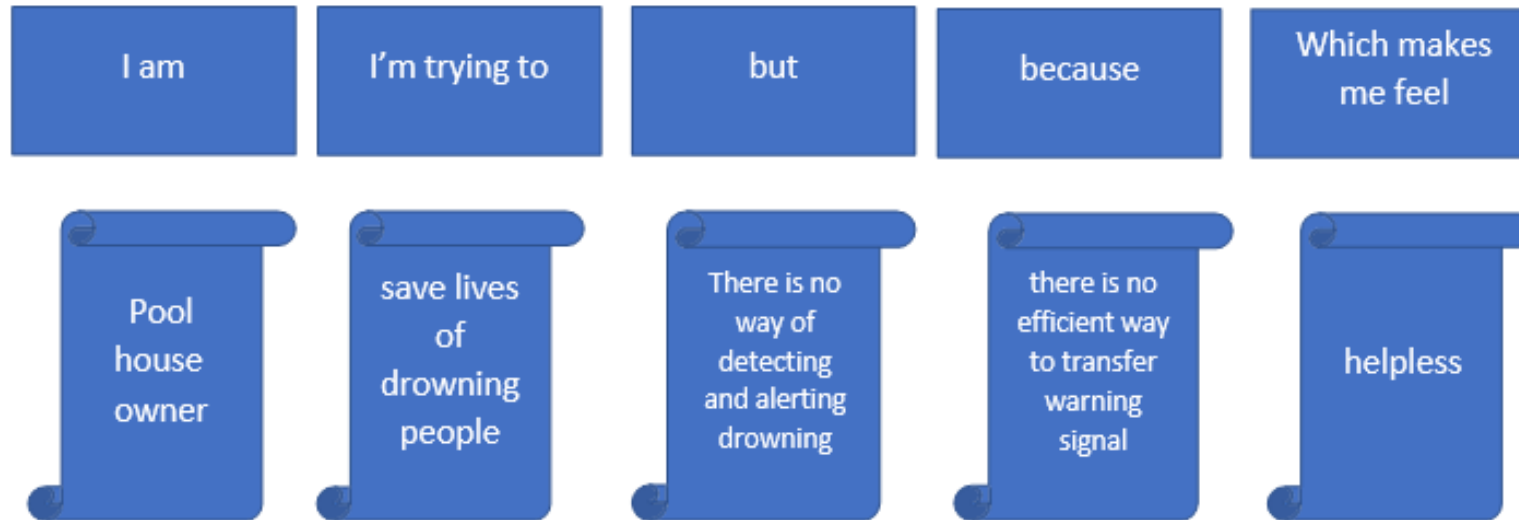 I am
I'm trying to
but
because
Which makes
me feel
Pool
house
owner
save lives
of
drowning
people
There is no
way of
detecting
and alerting
drowning
there is no
efficient way
to transfer
warning
signal
helpless